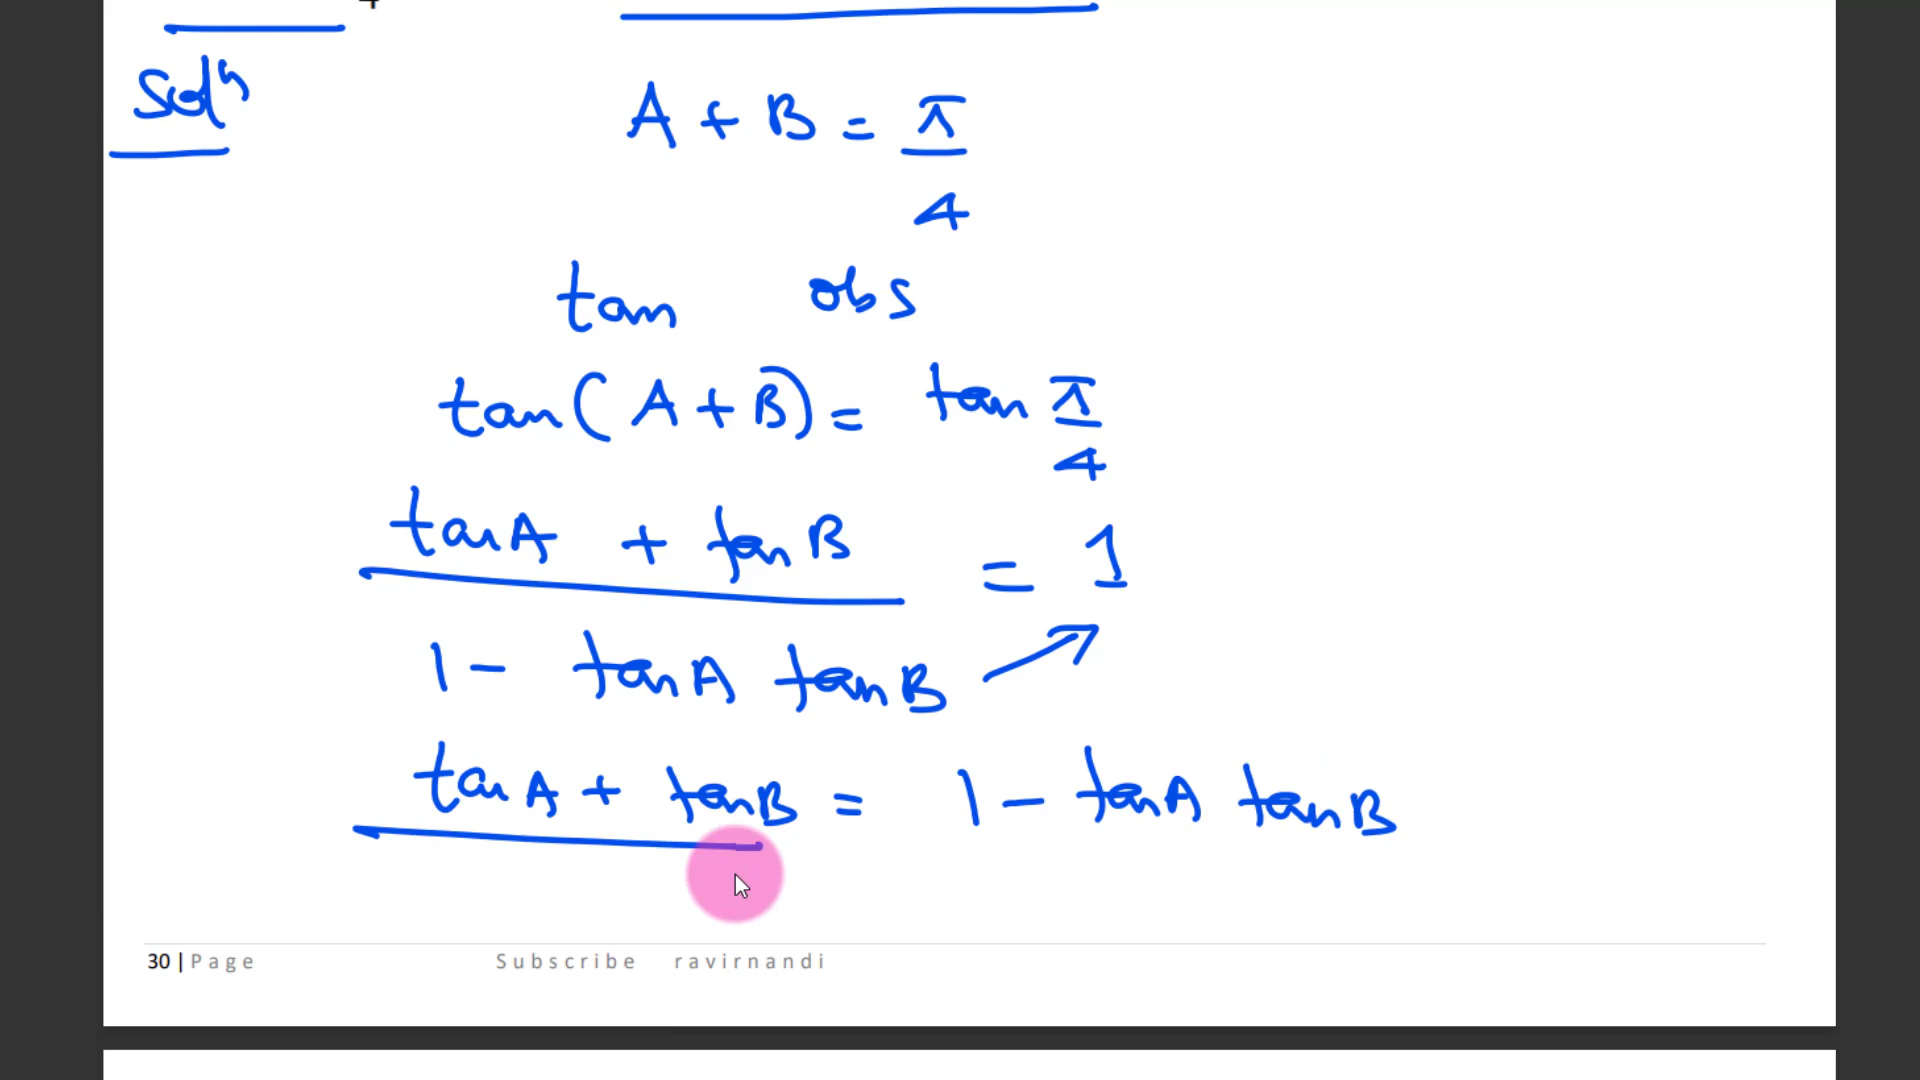 Solⁿ
A + B = π/4
tan obs
tan(A+B) = tan π/4
tanA + tanB / 1 - tanA tanB = 1
tanA + tanB = 1 - tanA tanB
30 | Page Subscribe ravirnandi